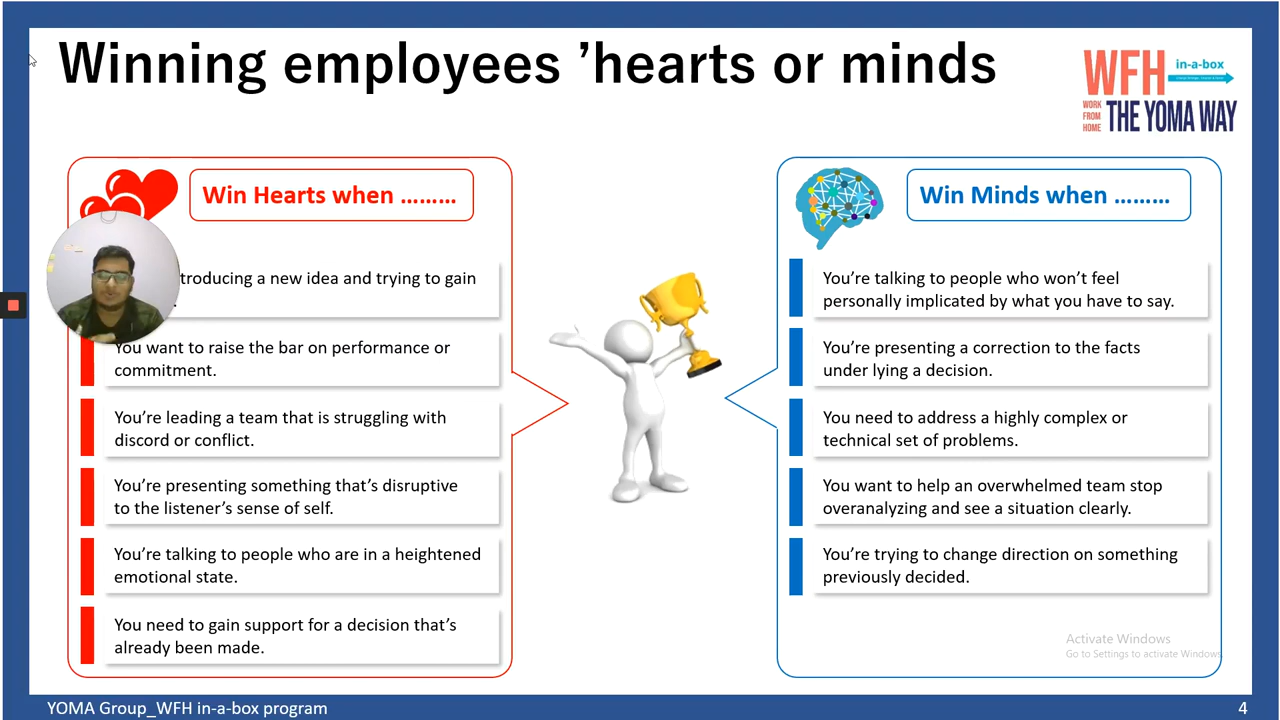 Winning employees ’hearts or minds
WFH
in-a-box
WORK
FROM
HOME
THE YOMA WAY
Win Hearts when .........
troducing a new idea and trying to gain
.
You want to raise the bar on performance or
commitment.
You’re leading a team that is struggling with
discord or conflict.
You’re presenting something that’s disruptive
to the listener’s sense of self.
You’re talking to people who are in a heightened
emotional state.
You need to gain support for a decision that’s
already been made.
Win Minds when .........
You’re talking to people who won’t feel
personally implicated by what you have to say.
You’re presenting a correction to the facts
under lying a decision.
You need to address a highly complex or
technical set of problems.
You want to help an overwhelmed team stop
overanalyzing and see a situation clearly.
You’re trying to change direction on something
previously decided.
Activate Windows
Go to Settings to activate Windows.
YOMA Group_WFH in-a-box program
4